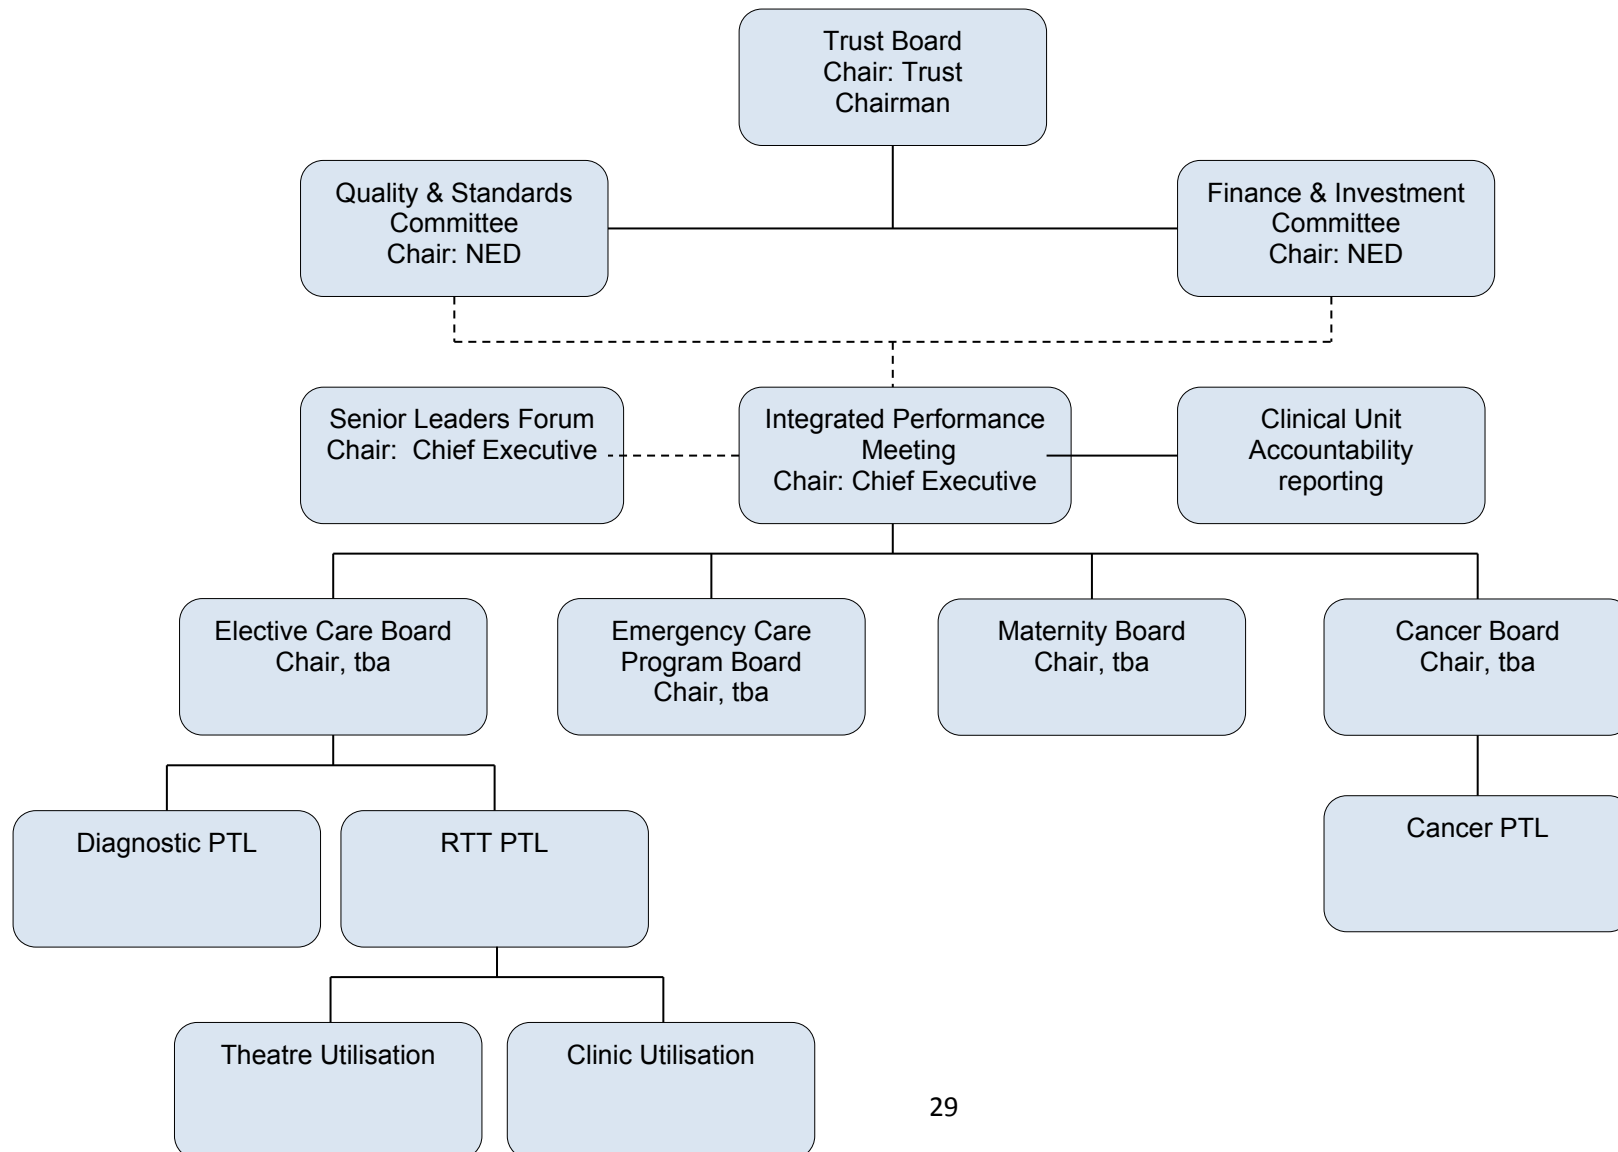 Trust Board
Chair: Trust
Chairman
Quality & Standards
Committee
Chair: NED
Finance & Investment
Committee
Chair: NED
Senior Leaders Forum
Chair:  Chief Executive
Integrated Performance
Meeting
Chair: Chief Executive
Clinical Unit
Accountability
reporting
Elective Care Board
Chair, tba
Emergency Care
Program Board
Chair, tba
Maternity Board
Chair, tba
Cancer Board
Chair, tba
Diagnostic PTL
RTT PTL
Cancer PTL
Theatre Utilisation
Clinic Utilisation
29